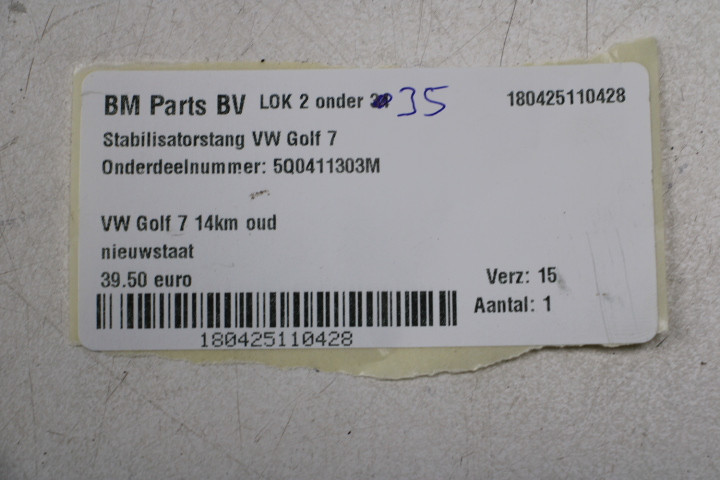 BM Parts BV LOK 2 onder 35 180425110428
Stabilisatorstang VW Golf 7
Onderdeelnummer: 5Q0411303M
VW Golf 7 14km oud
nieuwstaat
39.50 euro Verz: 15
Aantal: 1
180425110428